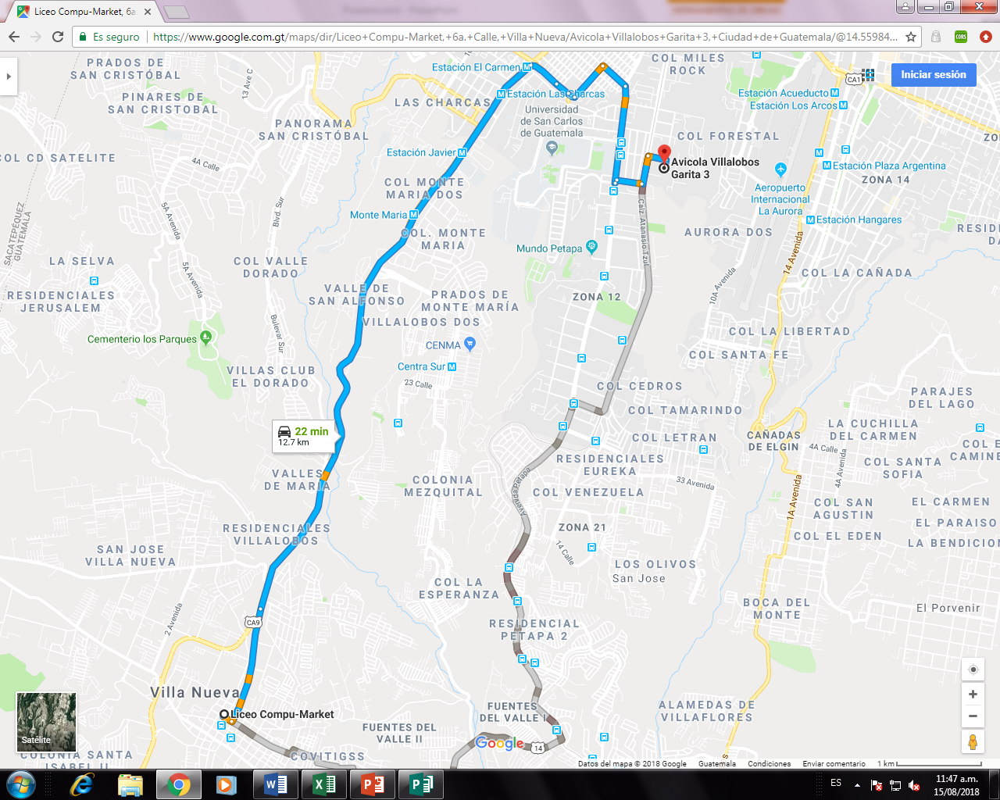 Liceo Compu-Market, 6a.
Es seguro
https://www.google.com.gt/maps/dir/Liceo+Compu-Market,+6a.+Calle,+Villa+Nueva/Avicola+Villalobos+Garita+3,+Ciudad+de+Guatemala/@14.55984...
CORS
Iniciar sesión
PRADOS DE
SAN CRISTÓBAL
13 Ave C
Estación El Carmen
COL MILES
ROCK
CA1
PINARES DE
SAN CRISTOBAL
LAS CHARCAS
Estación Las Charcas
Estación Acueducto
Estación Los Arcos
Universidad
de San Carlos
de Guatemala
PANORAMA
SAN CRISTÓBAL
COL FORESTAL
ZO
COL CD SATELITE
4A Calle
Estación Javier
Avicola Villalobos
Garita 3
Estación Plaza Argentina
ZONA 14
COL MONTE
MARIA DOS
Aeropuerto
Internacional
La Aurora
Blvd. Sur
5A Avenida
Monte Maria
Estación Hangares
SACATEPÉQUEZ
GUATEMALA
Calz. Atanasio Tzul
COL. MONTE
MARIA
AURORA DOS
RESID
DA
Mundo Petapa
LA SELVA
COL VALLE
DORADO
5A Avenida
14 Avenida
COL LA CAÑADA
10A Avenida
RESIDENCIALES
JERUSALEM
VALLE DE
SAN ALFONSO
PRADOS DE
MONTE MARÍA
ZONA 12
VILLALOBOS DOS
Bulevar Sur
COL LA LIBERTAD
Cementerio los Parques
CENMA
COL SANTA FE
Centra Sur
VILLAS CLUB
EL DORADO
23 Calle
COL CEDROS
PARAJES
DEL LAGO
COL TAMARINDO
22 min
12.7 km
COL LETRAN
CAÑADAS
DE ELGIN
LA CUCHILLA
DEL CARMEN
4A Calle
COL E
CAMINE
RESIDENCIALES
EUREKA
COL SANTA
SOFIA
4A Avenida
VALLES
DE MARIA
COLONIA
MEZQUITAL
Avenida Petapa
33 Avenida
COL VENEZUELA
1A Avenida
COL SAN
AGUSTIN
EL CARMEN
EL PARAISO
RESIDENCIALES
VILLALOBOS
ZONA 21
COL EL EDEN
LA BENDICION
SAN JOSE
VILLA NUEVA
14 Calle
LOS OLIVOS
San Jose
COL LA
ESPERANZA
BOCA DEL
MONTE
El Porvenir
2 Avenida
CA9
RESIDENCIAL
PETAPA 2
Villa Nueva
Liceo Compu-Market
FUENTES
DEL VALLE I
ALAMEDAS DE
VILLAFLORES
FUENTES DEL
VALLE II
Satélite
Google
14
COLONIA SANTA
ISABEL II
COVITIGSS
Datos del mapa © 2018 Google
Guatemala
Condiciones
Enviar comentario
1 km
ES
11:47 a.m.
15/08/2018